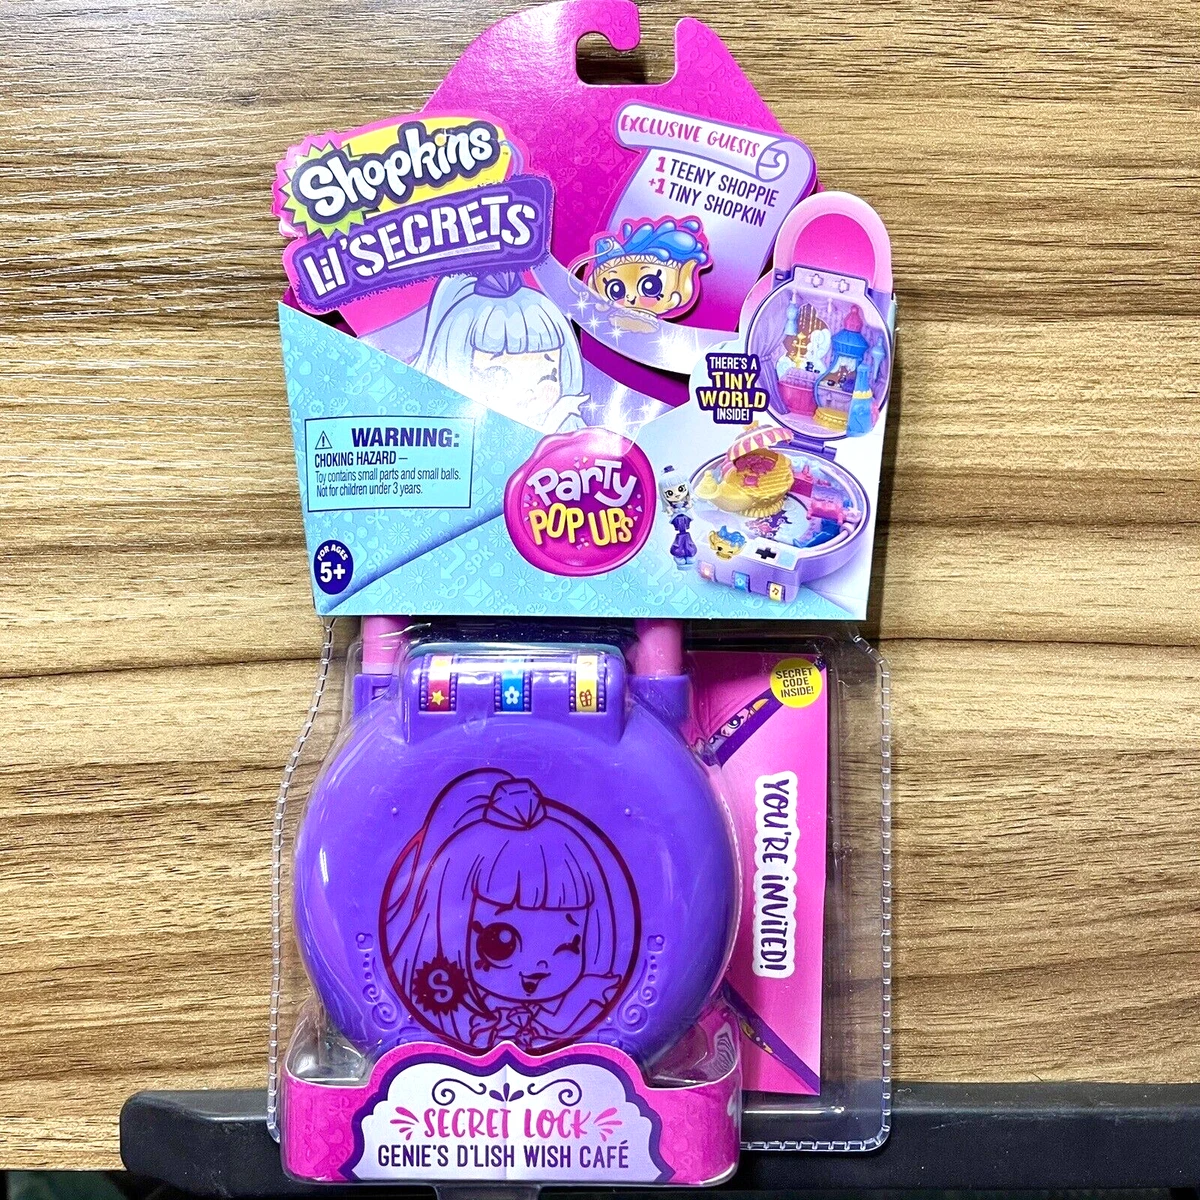 Shopkins
Lil' SECRETS
EXCLUSIVE GUESTS
1 TEENY SHOPPIE
+1 TINY SHOPKIN
THERE'S A
TINY
WORLD
INSIDE!
WARNING:
CHOKING HAZARD –
Toy contains small parts and small balls.
Not for children under 3 years.
FOR AGES
5+
Party
POP UPS
SPK
SECRET
CODE
INSIDE!
YOU'RE INVITED!
S
SECRET LOCK
GENIE'S D'LISH WISH CAFÉ